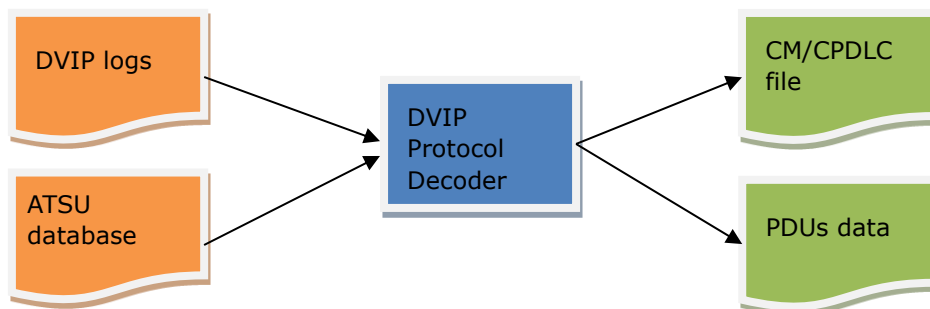 DVIP logs
ATSU
database
DVIP
Protocol
Decoder
CM/CPDLC
file
PDUs data